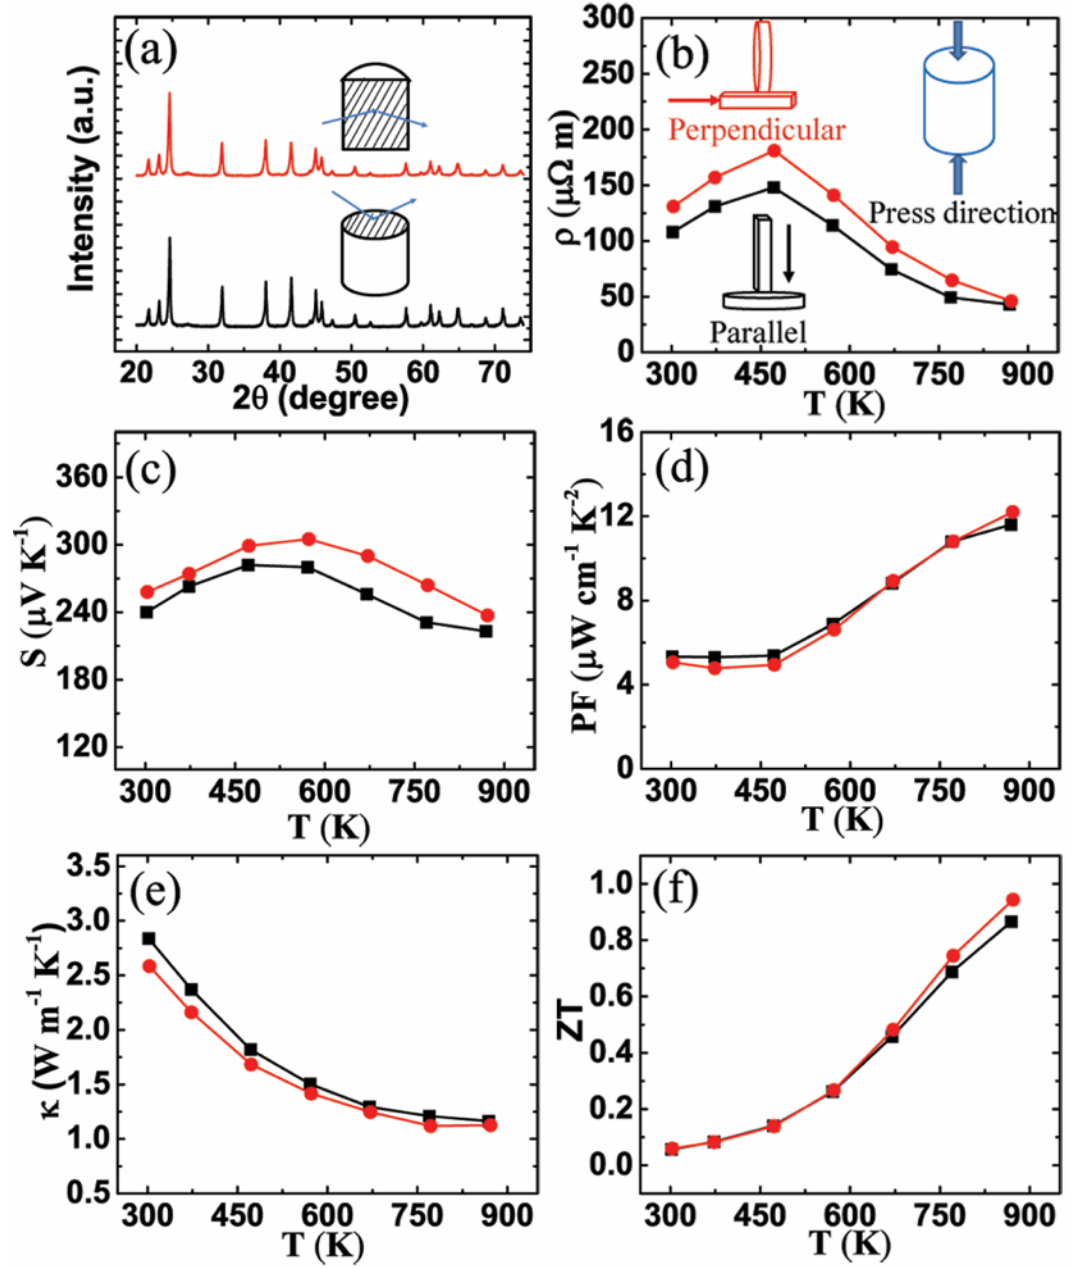 (a)
Intensity (a.u.)
20 30 40 50 60 70
2θ (degree)
(b)
300
250
200
150
100
50
0
ρ (μΩ m)
Perpendicular
Press direction
Parallel
300 450 600 750 900
T (K)
(c)
360
300
240
180
120
S (μV K⁻¹)
300 450 600 750 900
T (K)
(d)
16
12
8
4
0
PF (μW cm⁻¹ K⁻²)
300 450 600 750 900
T (K)
(e)
3.5
3.0
2.5
2.0
1.5
1.0
0.5
κ (W m⁻¹ K⁻¹)
300 450 600 750 900
T (K)
(f)
1.0
0.8
0.6
0.4
0.2
0.0
ZT
300 450 600 750 900
T (K)